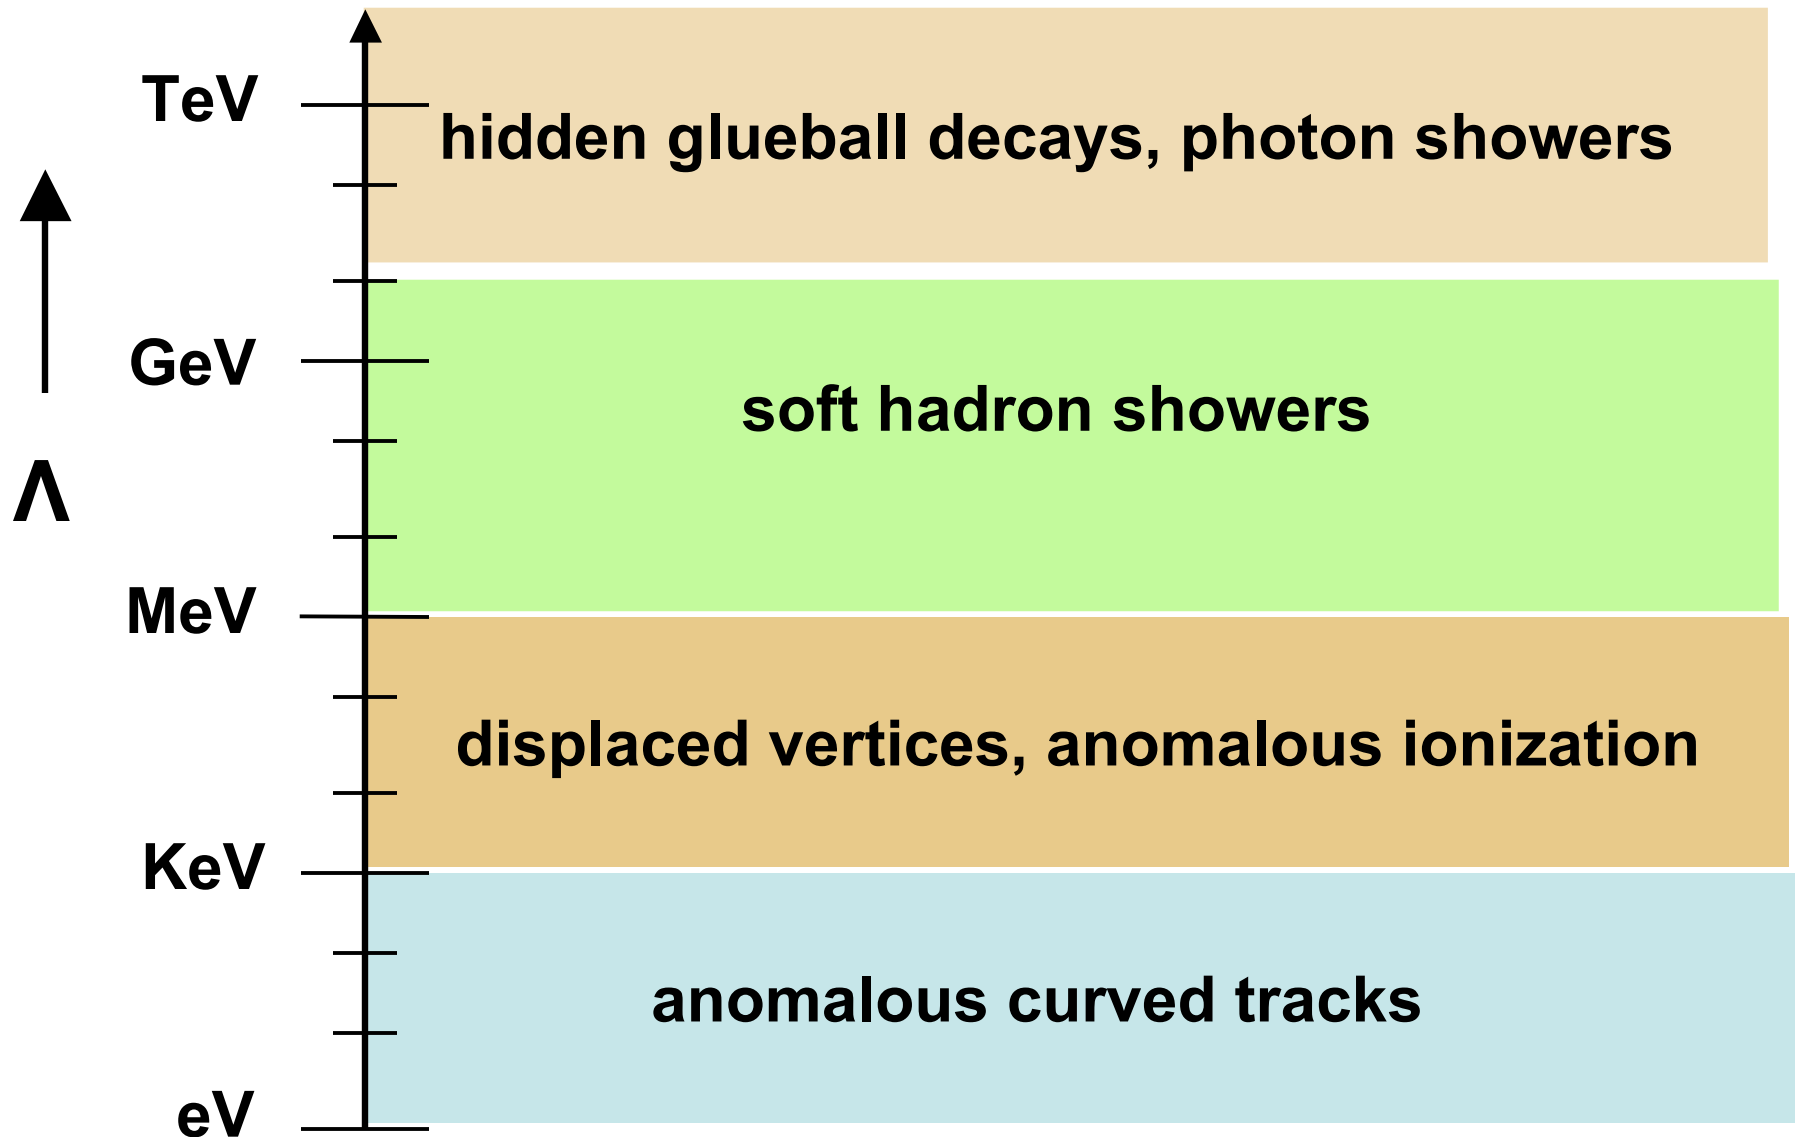 TeV
hidden glueball decays, photon showers
GeV
soft hadron showers
Λ
MeV
displaced vertices, anomalous ionization
KeV
anomalous curved tracks
eV